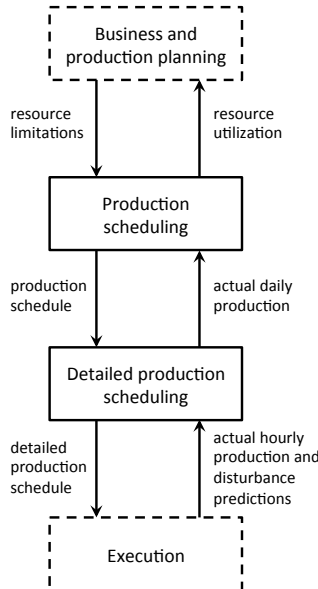 Business and
production planning
resource
limitations
resource
utilization
Production
scheduling
production
schedule
actual daily
production
Detailed production
scheduling
detailed
production
schedule
actual hourly
production and
disturbance
predictions
Execution